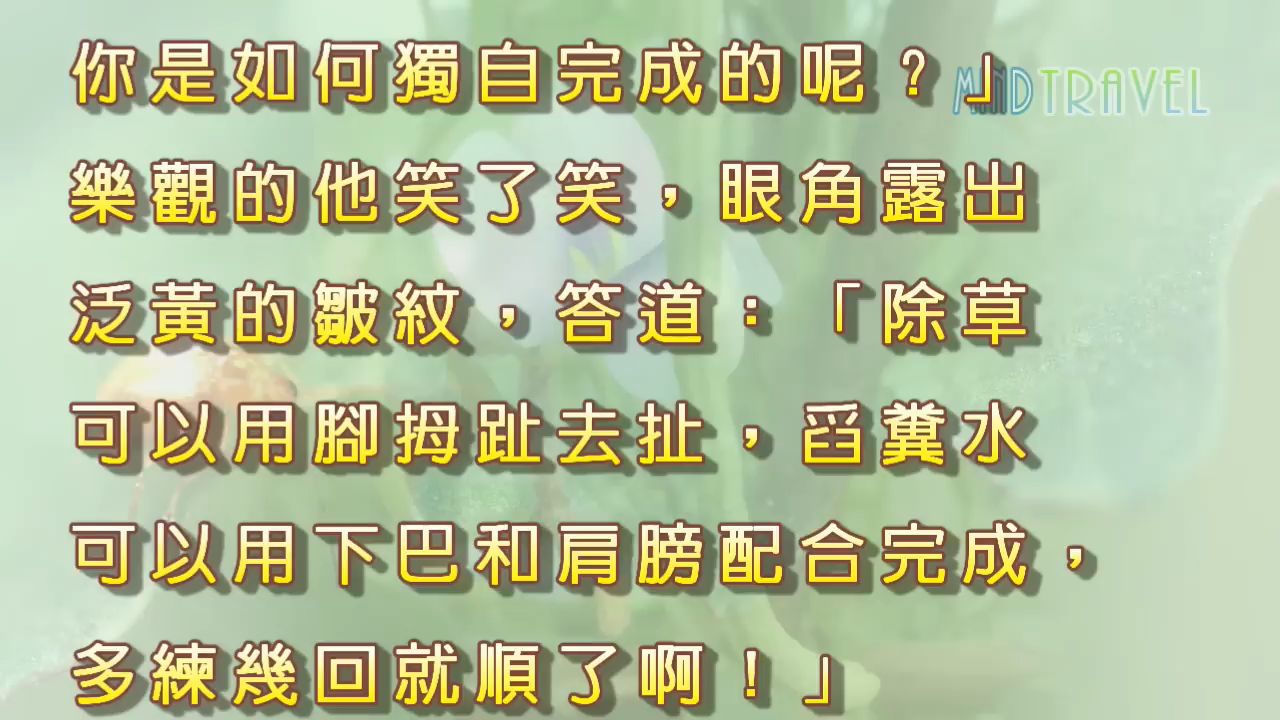 你是如何獨自完成的呢？」
MIND TRAVEL
樂觀的他笑了笑，眼角露出
泛黃的皺紋，答道：「除草
可以用腳拇趾去扯，舀糞水
可以用下巴和肩膀配合完成，
多練幾回就順了啊！」